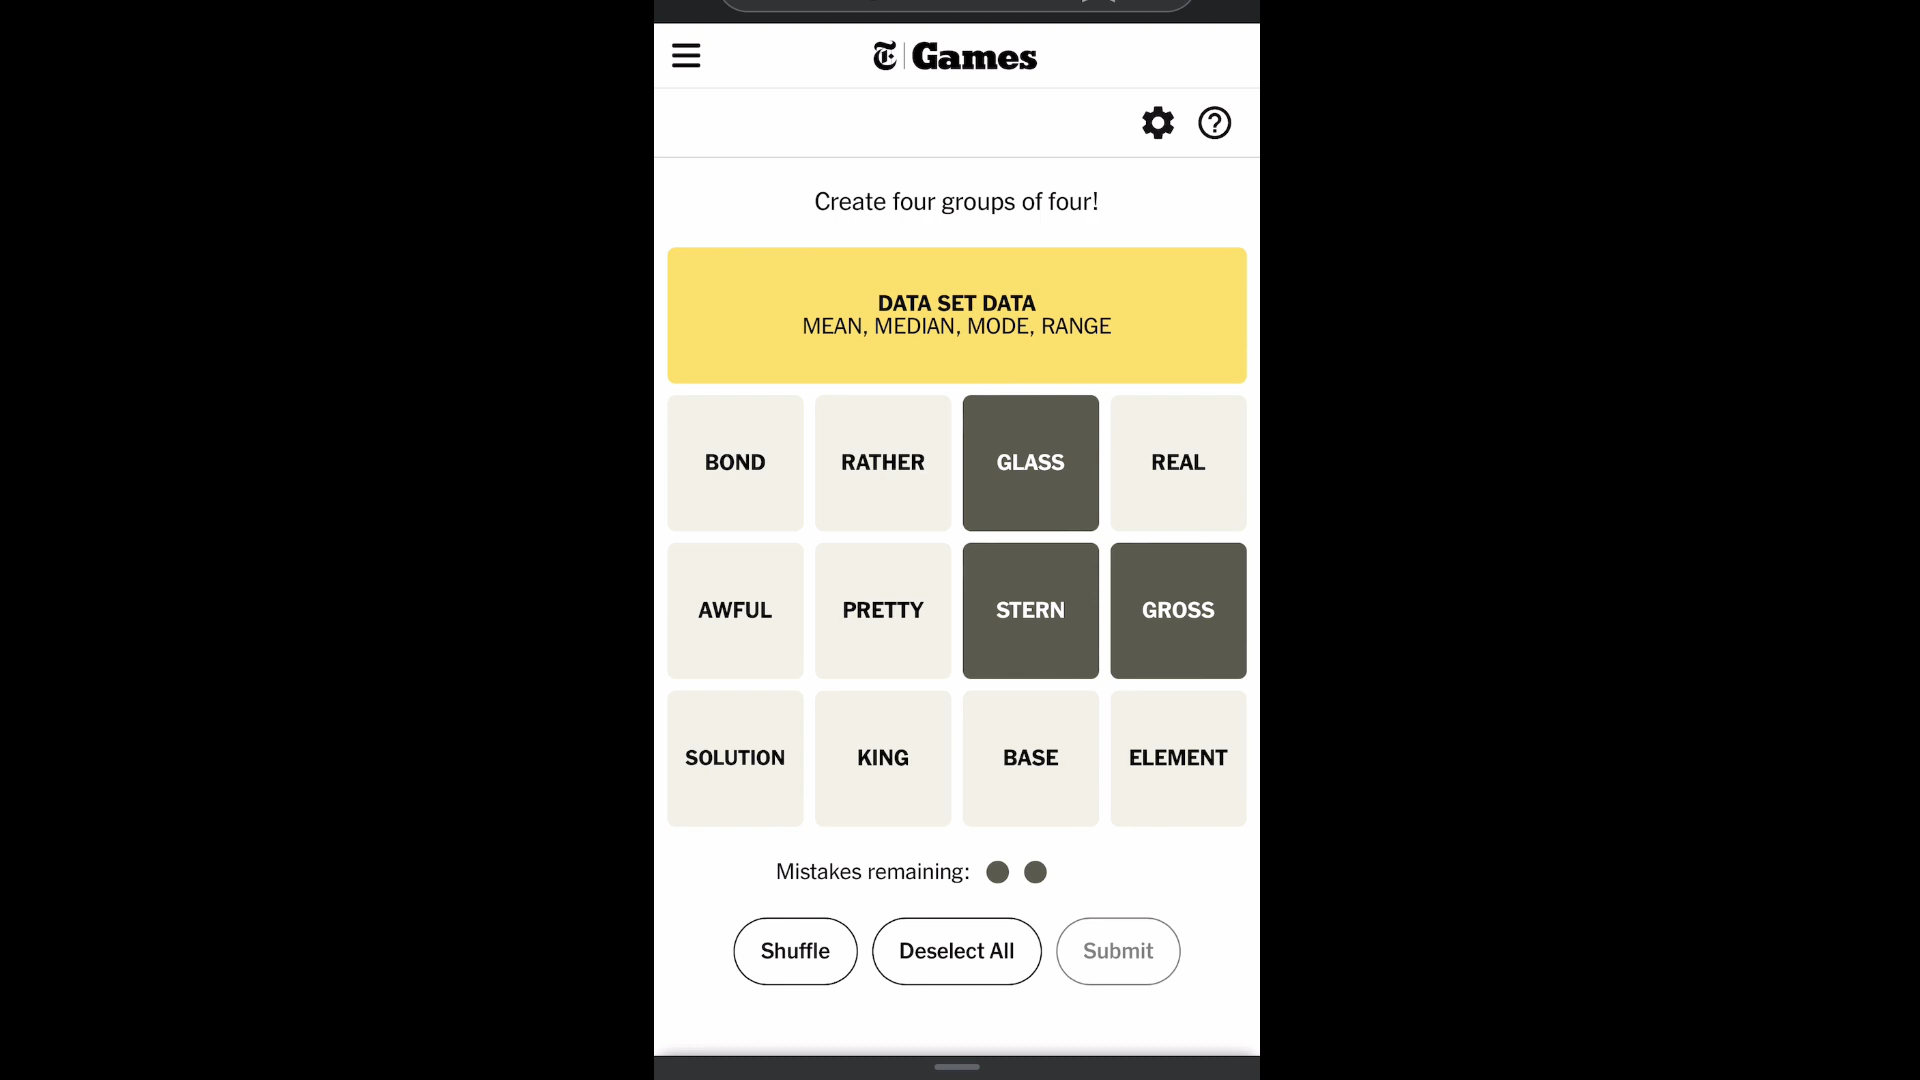 T Games
Create four groups of four!
DATA SET DATA
MEAN, MEDIAN, MODE, RANGE
BOND RATHER GLASS REAL
AWFUL PRETTY STERN GROSS
SOLUTION KING BASE ELEMENT
Mistakes remaining:
Shuffle Deselect All Submit